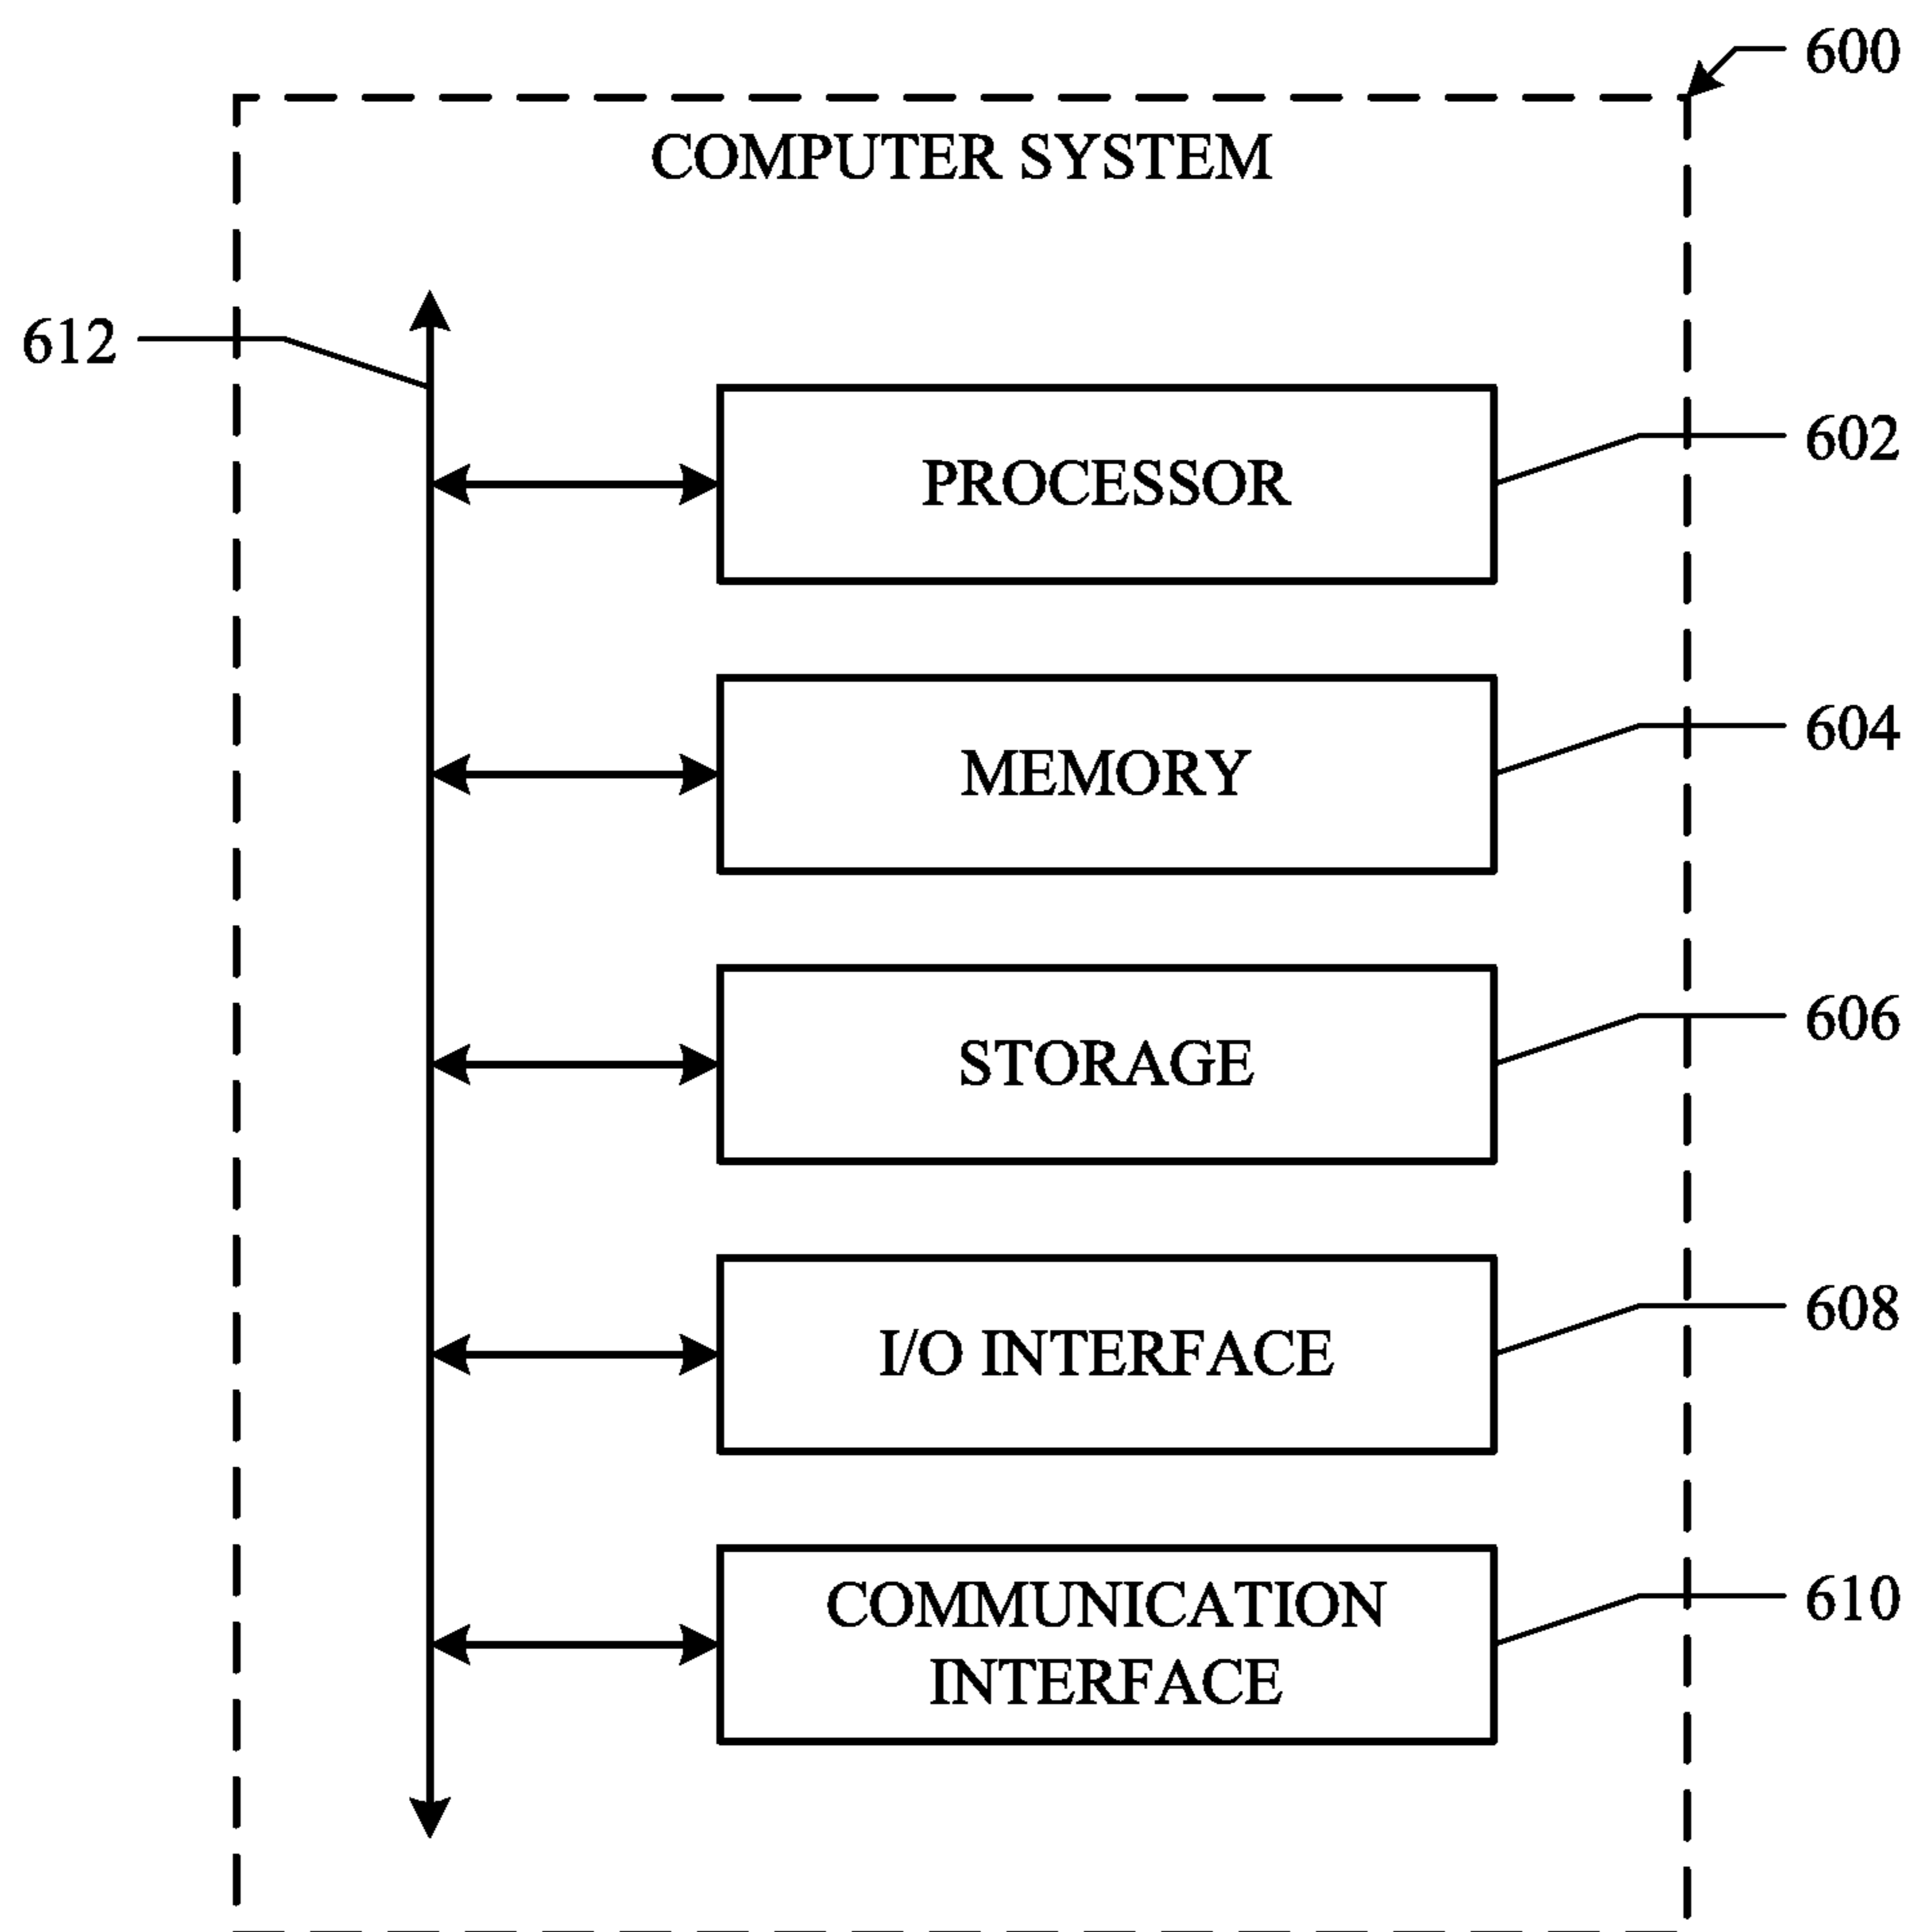 600
COMPUTER SYSTEM
612
602
PROCESSOR
604
MEMORY
606
STORAGE
608
I/O INTERFACE
610
COMMUNICATION
INTERFACE